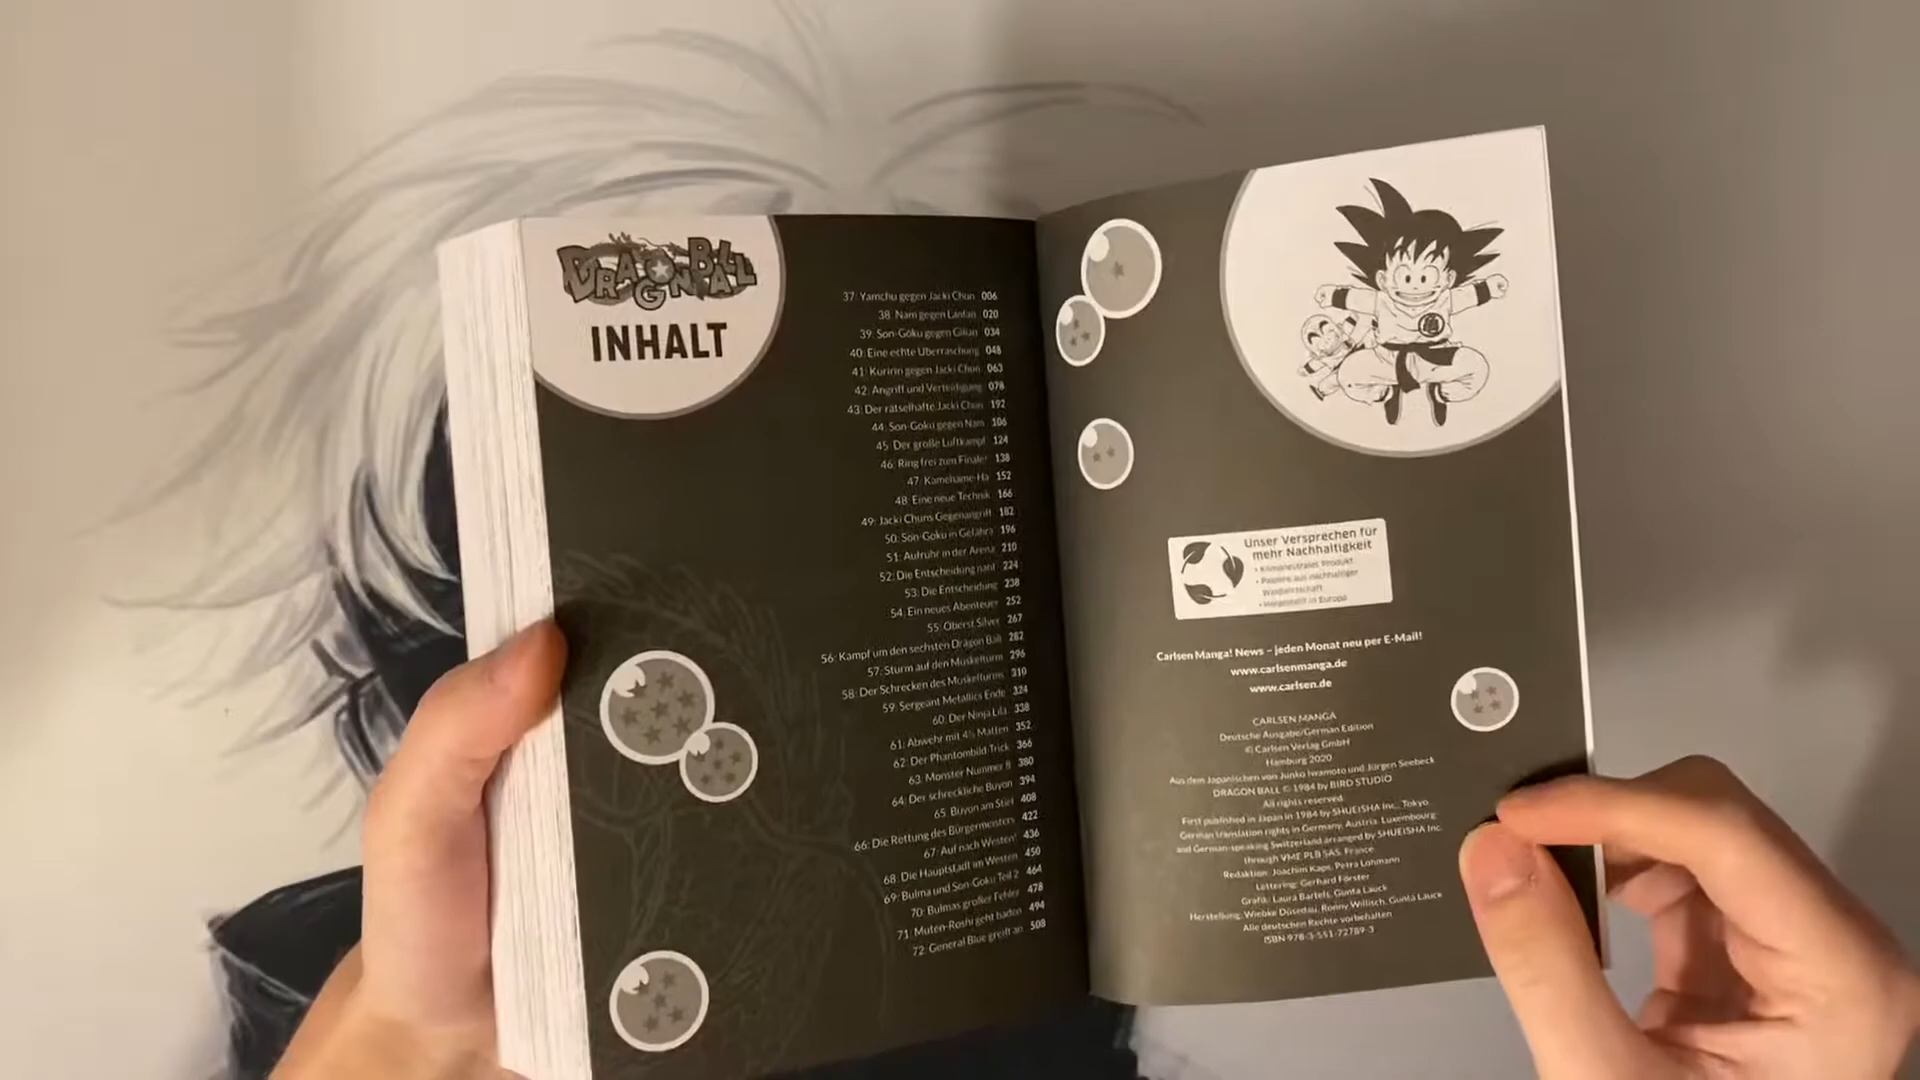 DRAGON BALL
INHALT
37: Yamchu gegen Jacki Chun 006
38: Nam gegen Lanfan 020
39: Son-Goku gegen Gilian 034
40: Eine echte Überraschung 048
41: Kuririn gegen Jacki Chun 063
42: Angriff und Verteidigung 078
43: Der rätselhafte Jacki Chun 192
44: Son-Goku gegen Nam 106
45: Der große Luftkampf 124
46: Ring frei zum Finale! 138
47: Kamehame-Ha 152
48: Eine neue Technik 166
49: Jacki Chuns Gegenangriff 182
50: Son-Goku in Gefahr 196
51: Aufruhr in der Arena 210
52: Die Entscheidung naht 224
53: Die Entscheidung 238
54: Ein neues Abenteuer 252
55: Oberst Silver 267
56: Kampf um den sechsten Dragon Ball 282
57: Sturm auf den Muskelturm 296
58: Der Schrecken des Muskelturms 310
59: Sergeant Metallics Ende 324
60: Der Ninja Lila 338
61: Abwehr mit 4½ Matten 352
62: Der Phantombild-Trick 366
63: Monster Nummer 8 380
64: Der schreckliche Buyon 394
65: Buyon am Stiel 408
66: Die Rettung des Bürgermeisters 422
67: Auf nach Westen! 436
68: Die Hauptstadt im Westen 450
69: Bulma und Son-Goku Teil 2 464
70: Bulmas großer Fehler 478
71: Muten-Roshi geht baden 494
72: General Blue greift an 508
Unser Versprechen für
mehr Nachhaltigkeit
• Klimaneutrales Produkt
• Papiere aus nachhaltiger
Waldwirtschaft
• Hergestellt in Europa
Carlsen Manga! News – jeden Monat neu per E-Mail!
www.carlsenmanga.de
www.carlsen.de
CARLSEN MANGA
Deutsche Ausgabe/German Edition
© Carlsen Verlag GmbH
Hamburg 2020
Aus dem Japanischen von Junko Iwamoto und Jürgen Seebeck
DRAGON BALL © 1984 by BIRD STUDIO
All rights reserved.
First published in Japan in 1984 by SHUEISHA Inc., Tokyo
German translation rights in Germany, Austria, Luxembourg
and German-speaking Switzerland arranged by SHUEISHA Inc.
through VME PLB SAS, France
Redaktion: Joachim Kaps, Petra Lohmann
Lettering: Gerhard Förster
Grafik: Laura Bartels, Gunta Lauck
Herstellung: Wiebke Düsedau, Ronny Willisch, Gunta Lauck
Alle deutschen Rechte vorbehalten
ISBN 978-3-551-72789-3